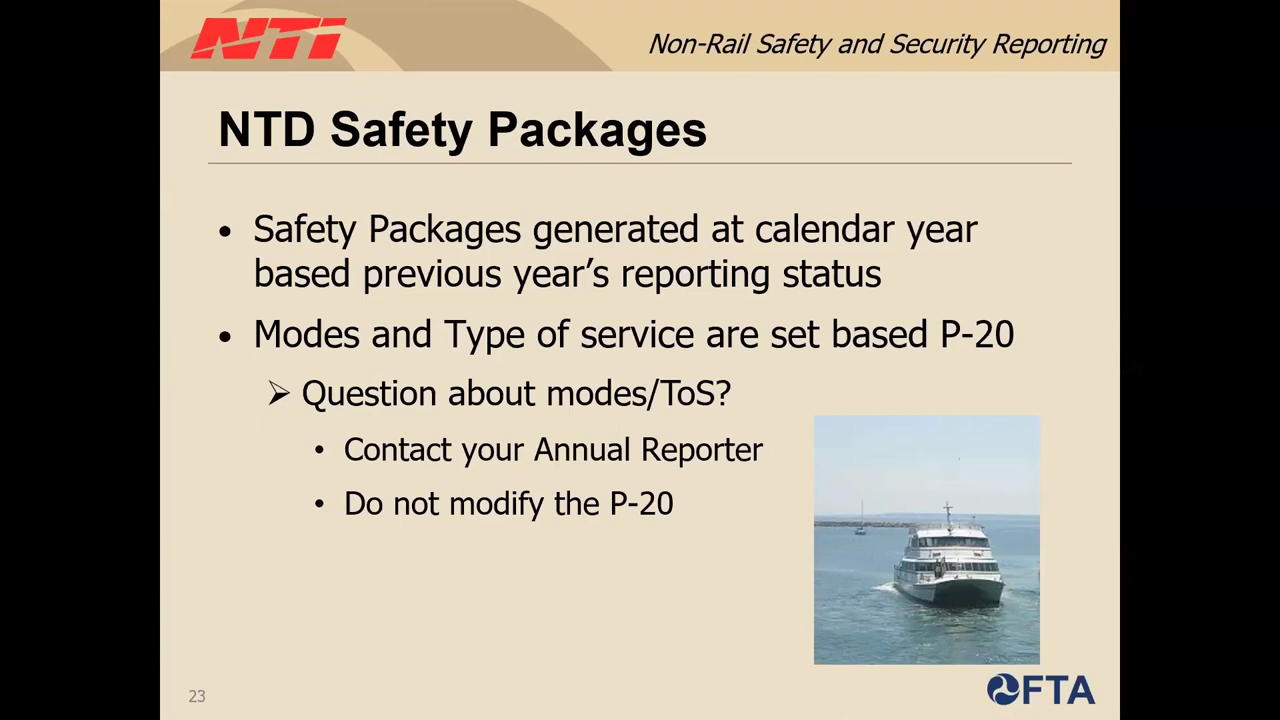 NTI
Non-Rail Safety and Security Reporting
NTD Safety Packages
• Safety Packages generated at calendar year
based previous year’s reporting status
• Modes and Type of service are set based P-20
➢ Question about modes/ToS?
• Contact your Annual Reporter
• Do not modify the P-20
23
FTA